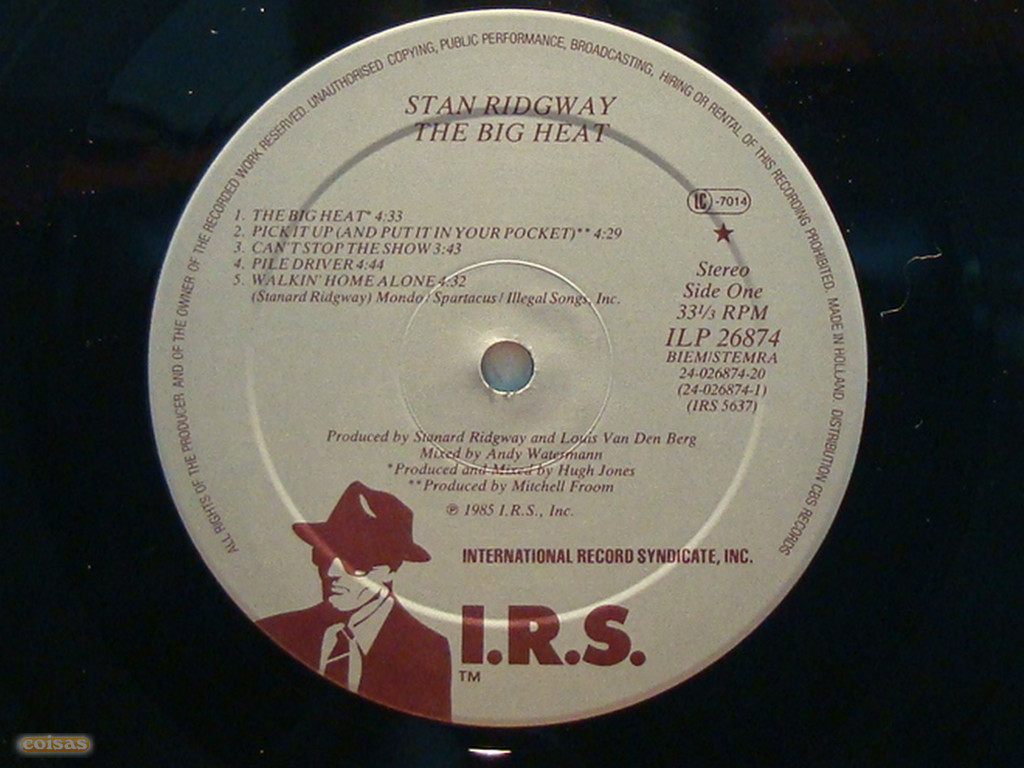 ALL RIGHTS OF THE PRODUCER AND OF THE OWNER OF THE RECORDED WORK RESERVED. UNAUTHORISED COPYING, PUBLIC PERFORMANCE, BROADCASTING, HIRING OR RENTAL OF THIS RECORDING PROHIBITED. MADE IN HOLLAND. DISTRIBUTION CBS RECORDS
STAN RIDGWAY
THE BIG HEAT
1. THE BIG HEAT* 4:33
2. PICK IT UP (AND PUT IT IN YOUR POCKET)** 4:29
3. CAN'T STOP THE SHOW 3:43
4. PILE DRIVER 4:44
5. WALKIN' HOME ALONE 4:32
(Stanard Ridgway) Mondo / Spartacus / Illegal Songs, Inc.
LC -7014
Stereo
Side One
33⅓ RPM
ILP 26874
BIEM/STEMRA
24-026874-20
(24-026874-1)
(IRS 5637)
Produced by Stanard Ridgway and Louis Van Den Berg
Mixed by Andy Watermann
*Produced and Mixed by Hugh Jones
**Produced by Mitchell Froom
℗ 1985 I.R.S., Inc.
INTERNATIONAL RECORD SYNDICATE, INC.
I.R.S.
TM
coisas